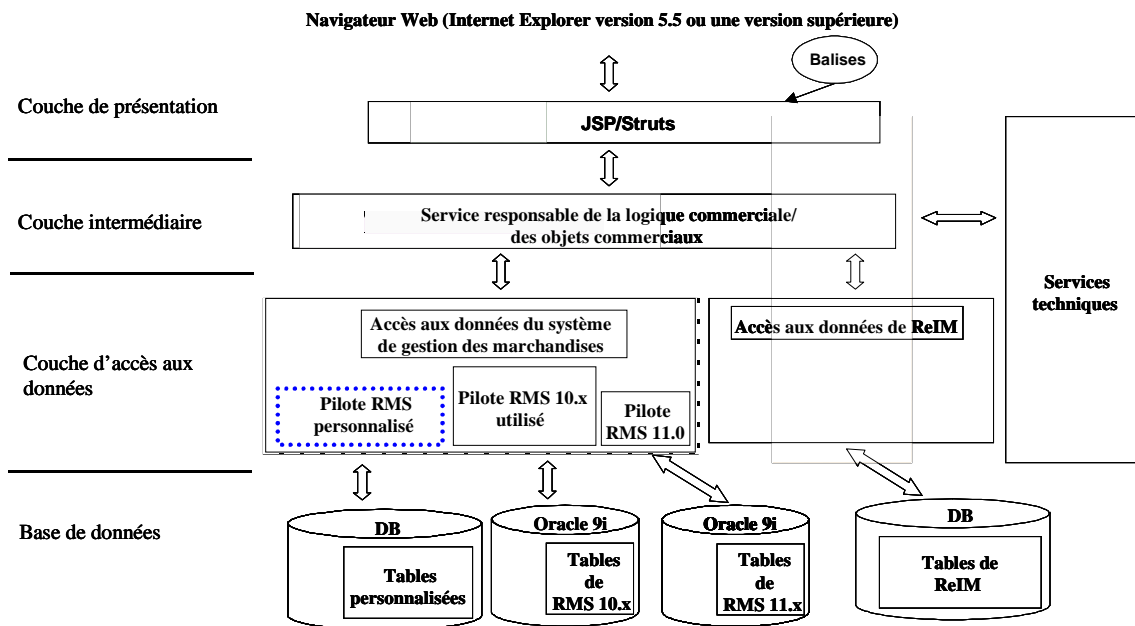 Navigateur Web (Internet Explorer version 5.5 ou une version supérieure)
Balises
Couche de présentation
JSP/Struts
Couche intermédiaire
Service responsable de la logique commerciale/
des objets commerciaux
Services
techniques
Couche d'accès aux
données
Accès aux données du système
de gestion des marchandises
Accès aux données de ReIM
Pilote RMS
personnalisé
Pilote RMS 10.x
utilisé
Pilote
RMS 11.0
Base de données
DB
Tables
personnalisées
Oracle 9i
Tables
de
RMS 10.x
Oracle 9i
Tables
de
RMS 11.x
DB
Tables de
ReIM